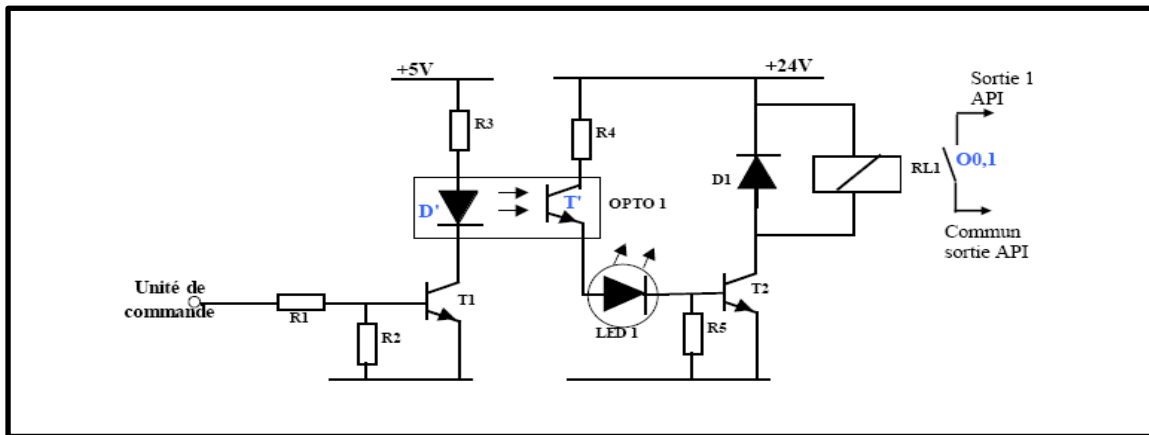 +5V
+24V
Sortie 1
API
R3
R4
D1
RL1
O0,1
D'
T'
OPTO 1
Commun
sortie API
Unité de
commande
R1
R2
T1
LED 1
R5
T2